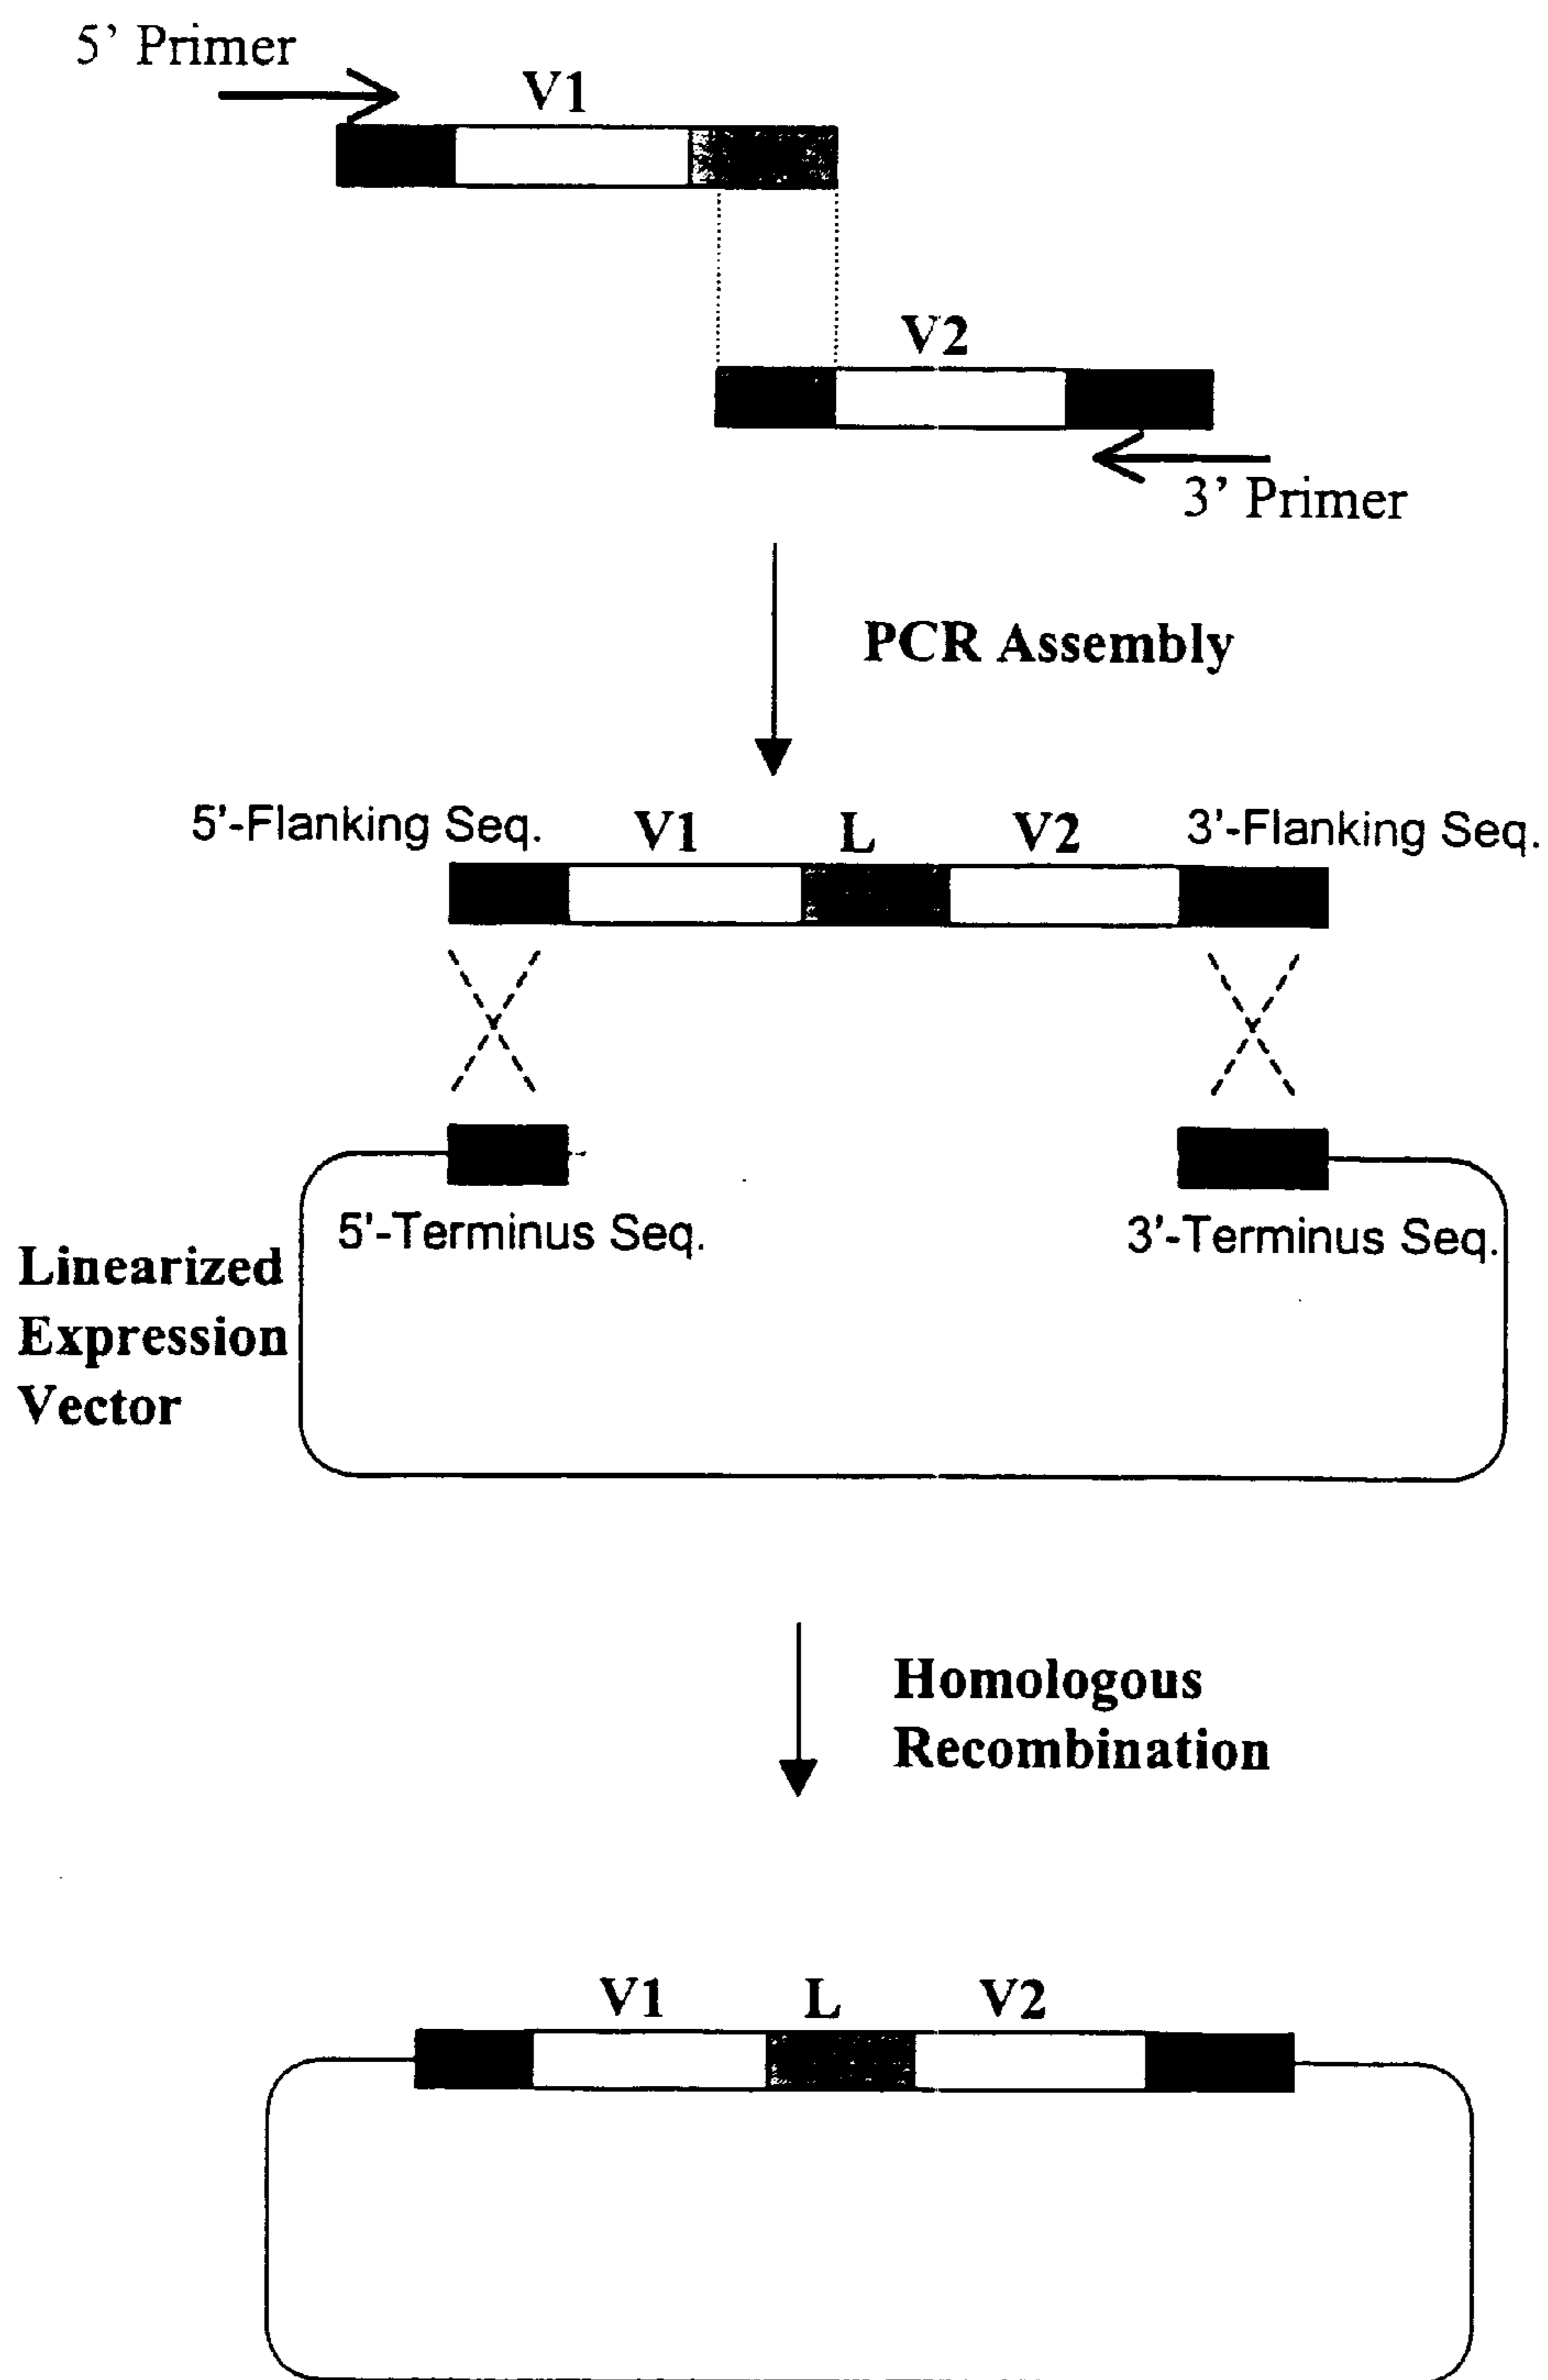 5’ Primer
V1
V2
3’ Primer
PCR Assembly
5'-Flanking Seq.
V1
L
V2
3'-Flanking Seq.
5'-Terminus Seq.
3'-Terminus Seq.
Linearized
Expression
Vector
Homologous
Recombination
V1
L
V2